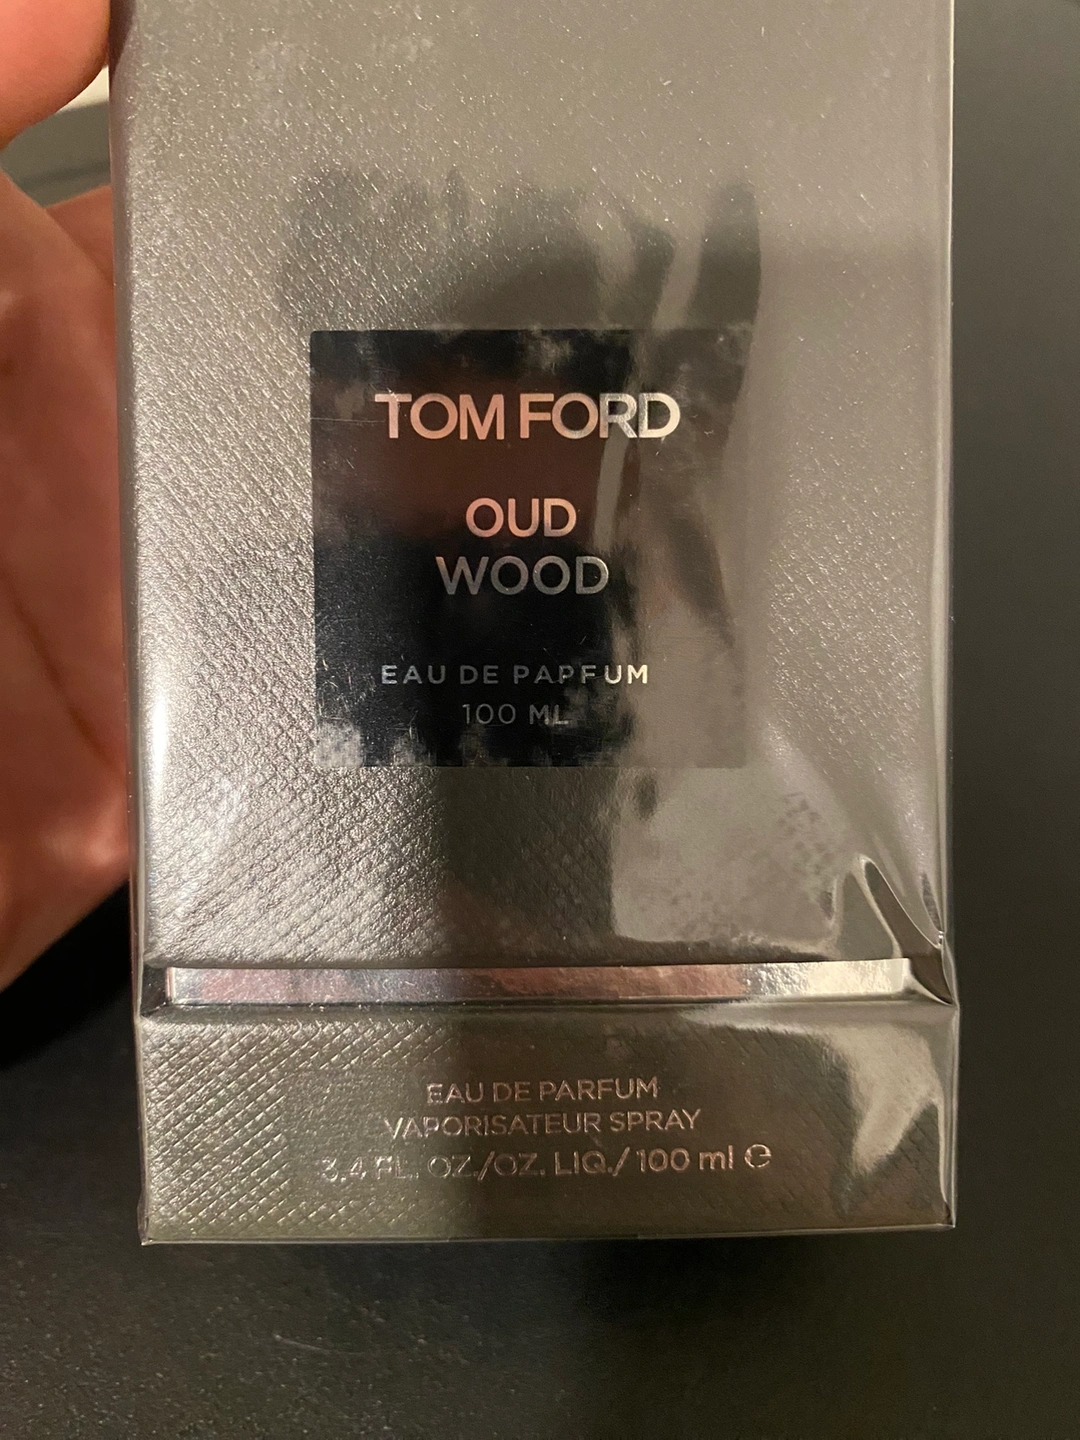 TOM FORD
OUD
WOOD
EAU DE PARFUM
100 ML
EAU DE PARFUM
VAPORISATEUR SPRAY
3.4 FL. OZ./OZ. LIQ./100 ml ℮